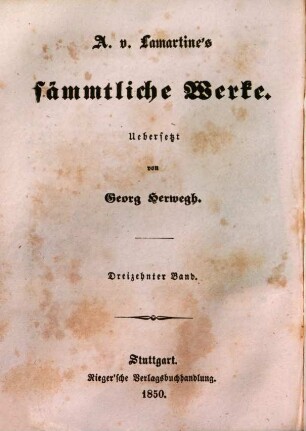 A. v. Lamartine's
sämmtliche Werke.
Uebersetzt
von
Georg Herwegh.
Dreizehnter Band.
Stuttgart.
Rieger'sche Verlagsbuchhandlung.
1850.